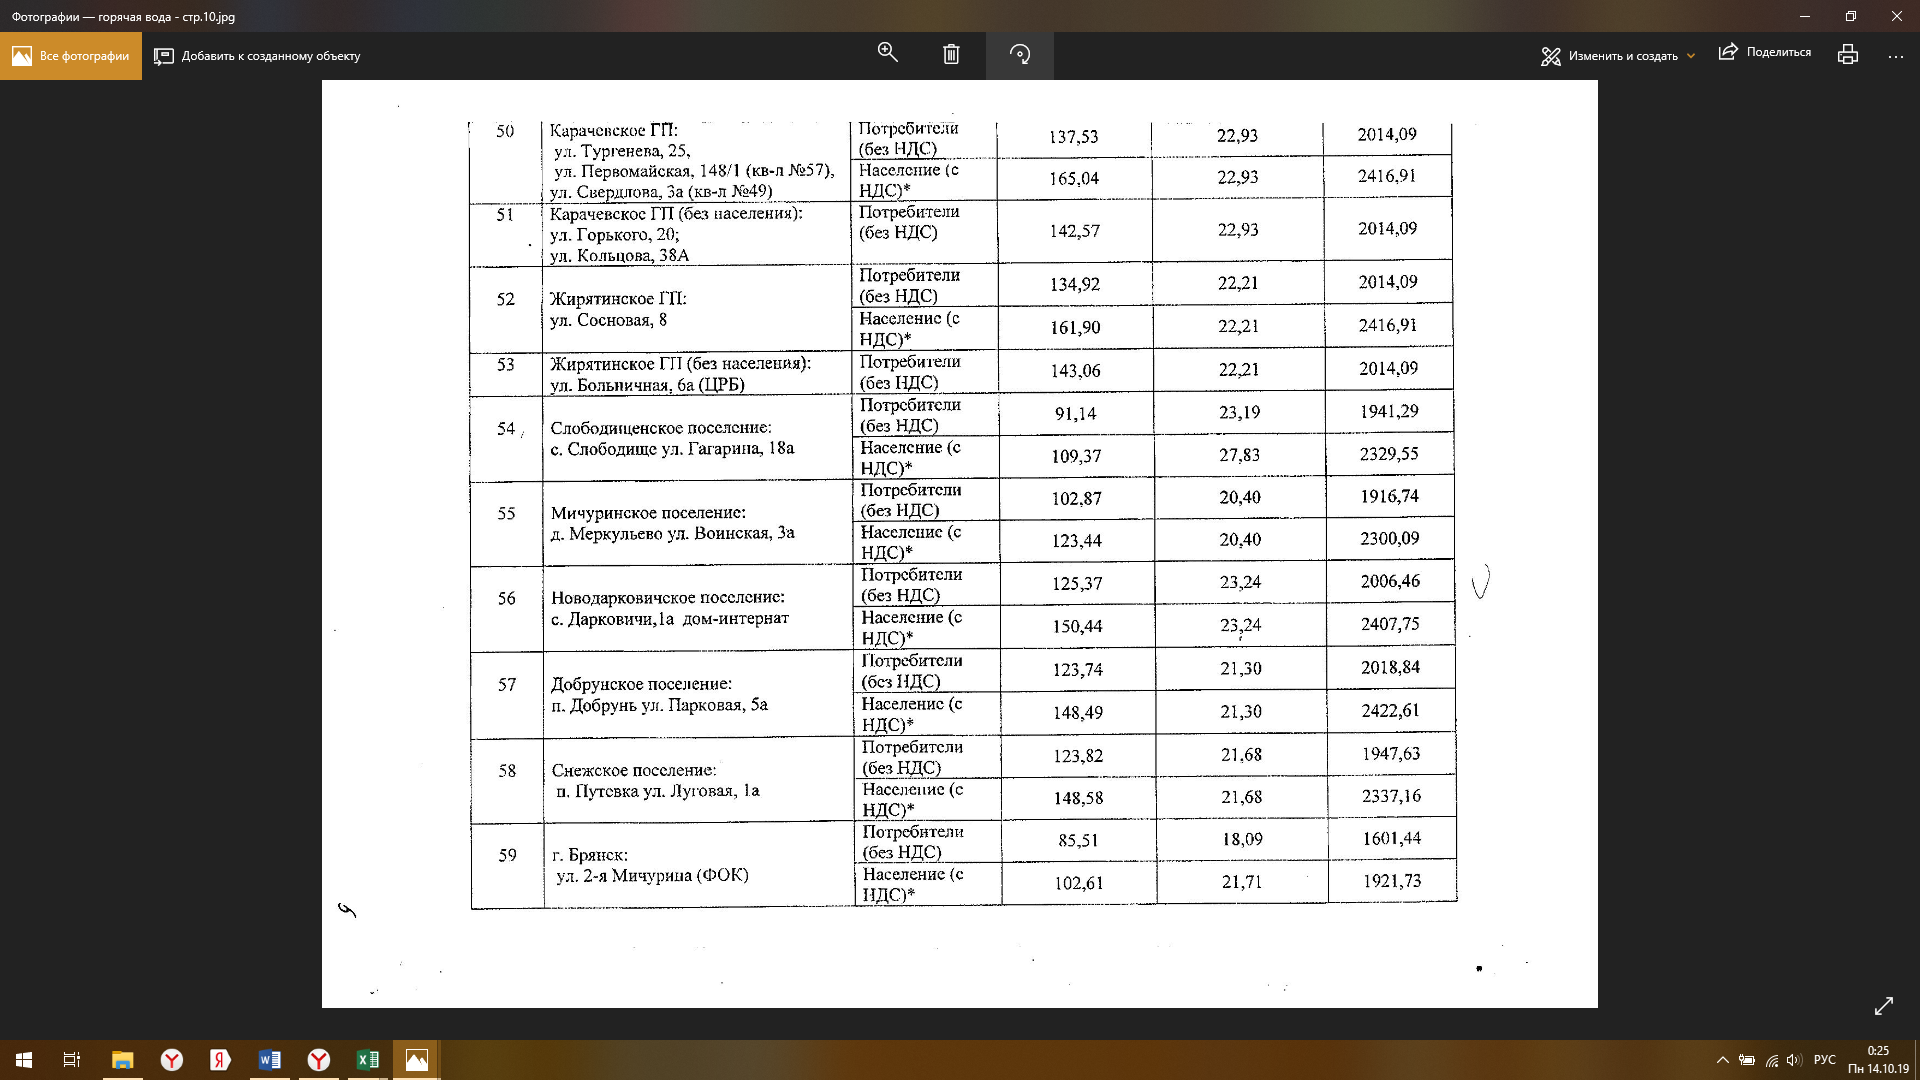 Фотографии — горячая вода - стр.10.jpg
Все фотографии
Добавить к созданному объекту
Изменить и создать
Поделиться
50
Карачевское ГП:
ул. Тургенева, 25,
ул. Первомайская, 148/1 (кв-л №57),
ул. Свердлова, 3а (кв-л №49)
Потребители
(без НДС)
137,53
22,93
2014,09
Население (с
НДС)*
165,04
22,93
2416,91
51
Карачевское ГП (без населения):
ул. Горького, 20;
ул. Кольцова, 38А
Потребители
(без НДС)
142,57
22,93
2014,09
52
Жирятинское ГП:
ул. Сосновая, 8
Потребители
(без НДС)
134,92
22,21
2014,09
Население (с
НДС)*
161,90
22,21
2416,91
53
Жирятинское ГП (без населения):
ул. Больничная, 6а (ЦРБ)
Потребители
(без НДС)
143,06
22,21
2014,09
54
Слободищенское поселение:
с. Слободище ул. Гагарина, 18а
Потребители
(без НДС)
91,14
23,19
1941,29
Население (с
НДС)*
109,37
27,83
2329,55
55
Мичуринское поселение:
д. Меркульево ул. Воинская, 3а
Потребители
(без НДС)
102,87
20,40
1916,74
Население (с
НДС)*
123,44
20,40
2300,09
56
Новодарковичское поселение:
с. Дарковичи,1а дом-интернат
Потребители
(без НДС)
125,37
23,24
2006,46
Население (с
НДС)*
150,44
23,24
2407,75
57
Добрунское поселение:
п. Добрунь ул. Парковая, 5а
Потребители
(без НДС)
123,74
21,30
2018,84
Население (с
НДС)*
148,49
21,30
2422,61
58
Снежское поселение:
п. Путевка ул. Луговая, 1а
Потребители
(без НДС)
123,82
21,68
1947,63
Население (с
НДС)*
148,58
21,68
2337,16
59
г. Брянск:
ул. 2-я Мичурина (ФОК)
Потребители
(без НДС)
85,51
18,09
1601,44
Население (с
НДС)*
102,61
21,71
1921,73
РУС
0:25
Пн 14.10.19